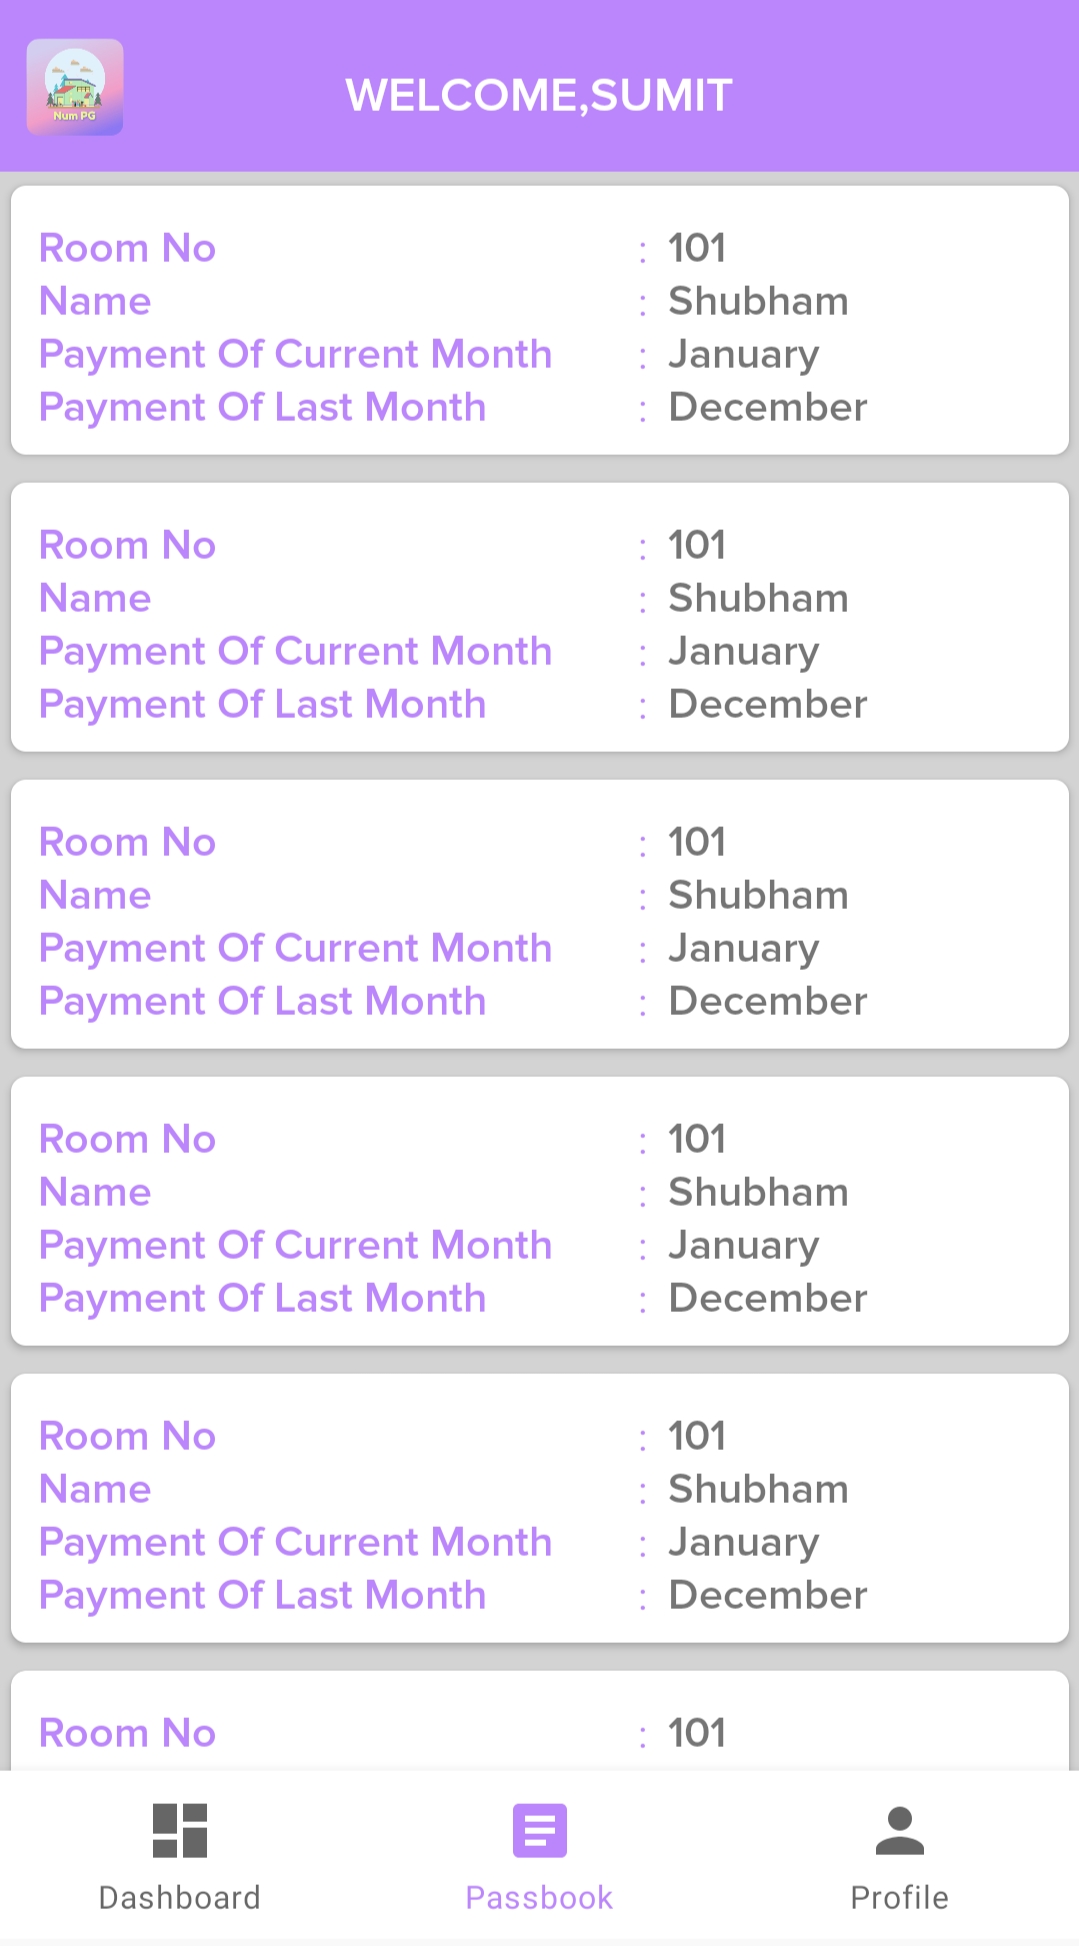 Num PG
WELCOME,SUMIT
Room No : 101
Name : Shubham
Payment Of Current Month : January
Payment Of Last Month : December
Room No : 101
Name : Shubham
Payment Of Current Month : January
Payment Of Last Month : December
Room No : 101
Name : Shubham
Payment Of Current Month : January
Payment Of Last Month : December
Room No : 101
Name : Shubham
Payment Of Current Month : January
Payment Of Last Month : December
Room No : 101
Name : Shubham
Payment Of Current Month : January
Payment Of Last Month : December
Room No : 101
Dashboard Passbook Profile